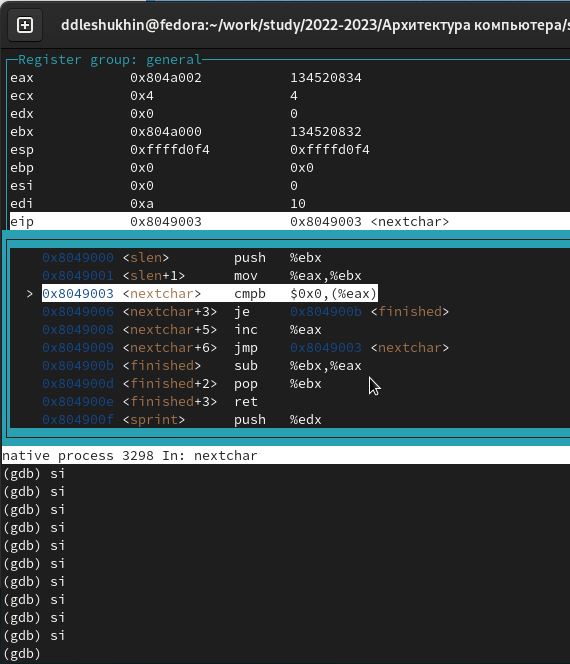 ddleshukhin@fedora:~/work/study/2022-2023/Архитектура компьютера/
Register group: general
eax 0x804a002 134520834
ecx 0x4 4
edx 0x0 0
ebx 0x804a000 134520832
esp 0xffffd0f4 0xffffd0f4
ebp 0x0 0x0
esi 0x0 0
edi 0xa 10
eip 0x8049003 0x8049003 <nextchar>
0x8049000 <slen> push %ebx
0x8049001 <slen+1> mov %eax,%ebx
> 0x8049003 <nextchar> cmpb $0x0,(%eax)
0x8049006 <nextchar+3> je 0x804900b <finished>
0x8049008 <nextchar+5> inc %eax
0x8049009 <nextchar+6> jmp 0x8049003 <nextchar>
0x804900b <finished> sub %ebx,%eax
0x804900d <finished+2> pop %ebx
0x804900e <finished+3> ret
0x804900f <sprint> push %edx
native process 3298 In: nextchar
(gdb) si
(gdb) si
(gdb) si
(gdb) si
(gdb) si
(gdb) si
(gdb) si
(gdb) si
(gdb) si
(gdb) si
(gdb)